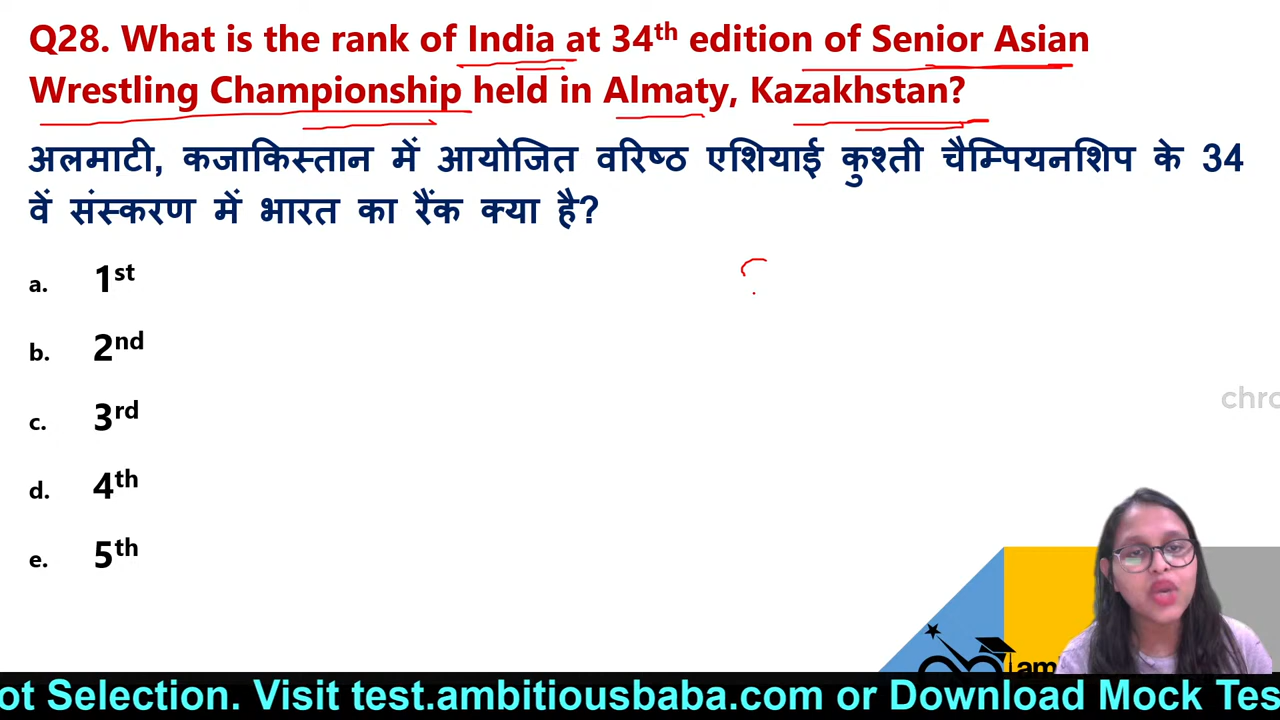 Q28. What is the rank of India at 34th edition of Senior Asian
Wrestling Championship held in Almaty, Kazakhstan?
अलमाटी, कजाकिस्तान में आयोजित वरिष्ठ एशियाई कुश्ती चैम्पियनशिप के 34
वें संस्करण में भारत का रैंक क्या है?
a. 1st
b. 2nd
c. 3rd
d. 4th
e. 5th
chro
am
ot Selection. Visit test.ambitiousbaba.com or Download Mock Tes